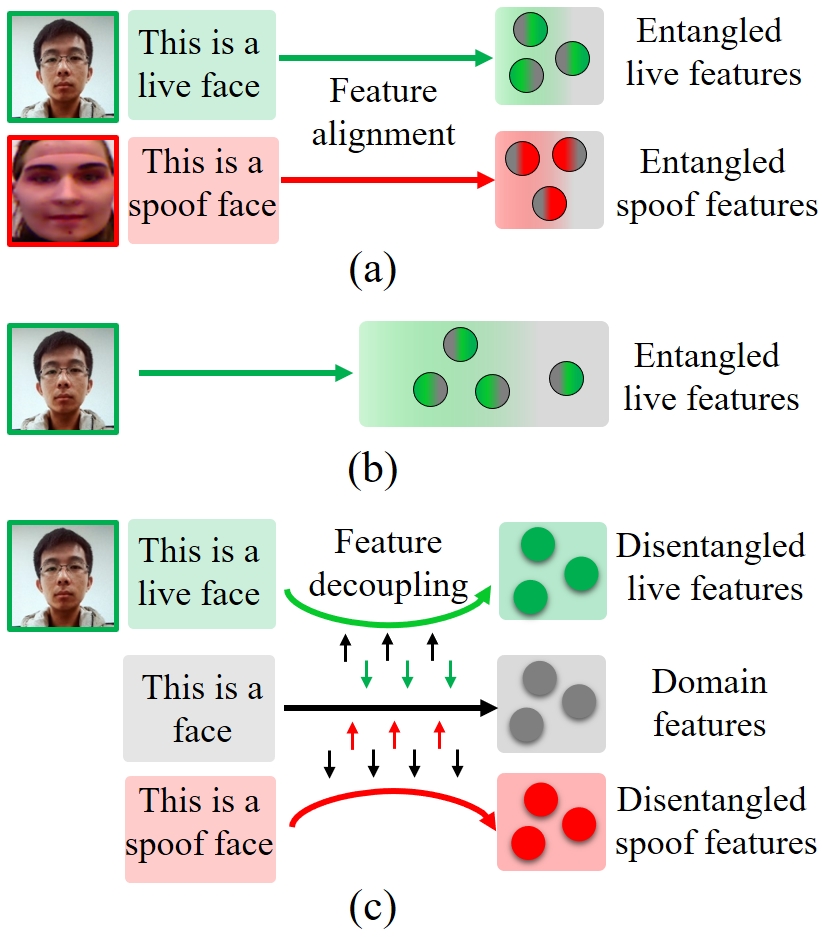 This is a
live face
Feature
alignment
Entangled
live features
This is a
spoof face
Entangled
spoof features
(a)
Entangled
live features
(b)
This is a
live face
Feature
decoupling
Disentangled
live features
This is a
face
Domain
features
This is a
spoof face
Disentangled
spoof features
(c)